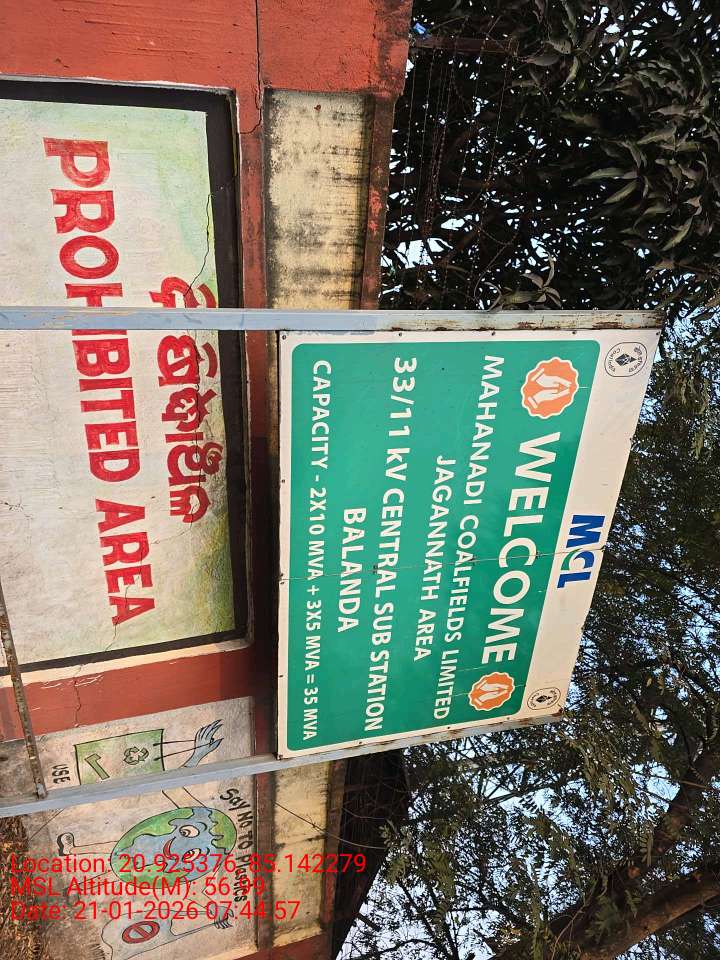 MCL
WELCOME
MAHANADI COALFIELDS LIMITED
JAGANNATH AREA
33/11 kV CENTRAL SUB STATION
BALANDA
CAPACITY - 2X10 MVA + 3X5 MVA = 35 MVA
PROHIBITED AREA
USE
SAY NO TO PLASTICS
Location: 20.925376, 85.142279
MSL Altitude(M): 56.99
Date: 21-01-2026 07:44:57